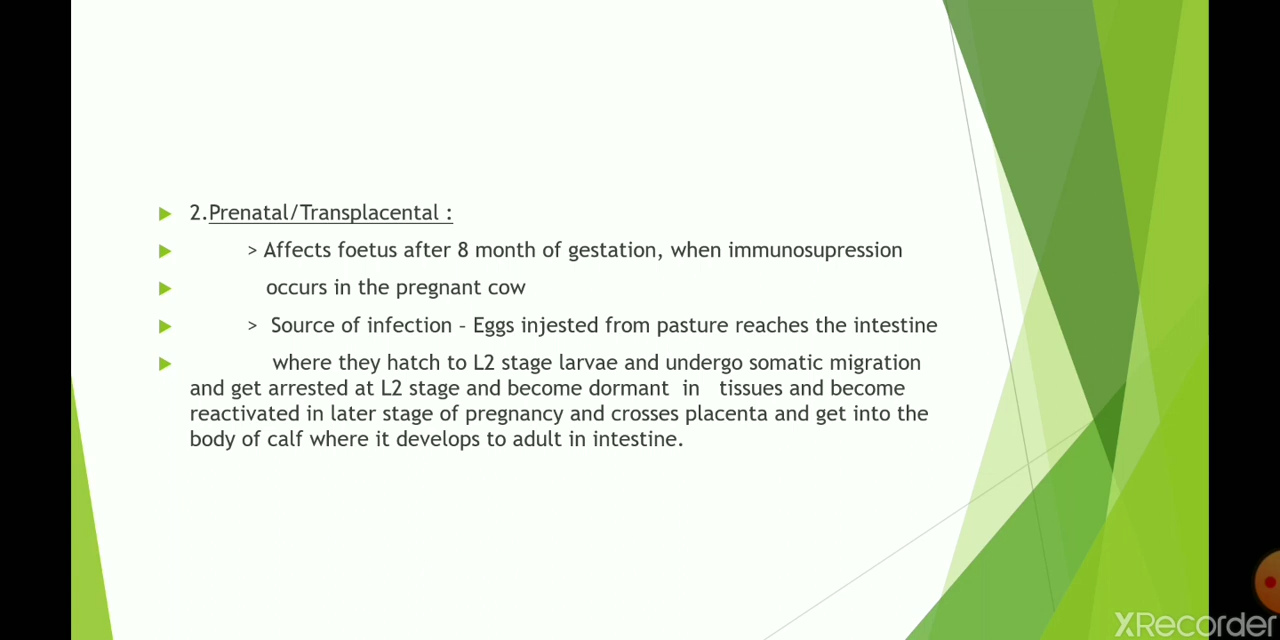 2.Prenatal/Transplacental :
> Affects foetus after 8 month of gestation, when immunosupression
occurs in the pregnant cow
> Source of infection – Eggs injested from pasture reaches the intestine
where they hatch to L2 stage larvae and undergo somatic migration
and get arrested at L2 stage and become dormant in tissues and become
reactivated in later stage of pregnancy and crosses placenta and get into the
body of calf where it develops to adult in intestine.
XRecorder